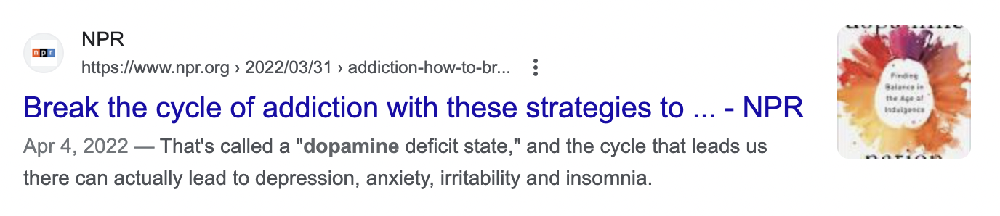 NPR
npr
https://www.npr.org › 2022/03/31 › addiction-how-to-br...
Break the cycle of addiction with these strategies to ... - NPR
Apr 4, 2022 — That's called a "dopamine deficit state," and the cycle that leads us
there can actually lead to depression, anxiety, irritability and insomnia.
dopamine
Finding
Balance in
the Age of
Indulgence
nation